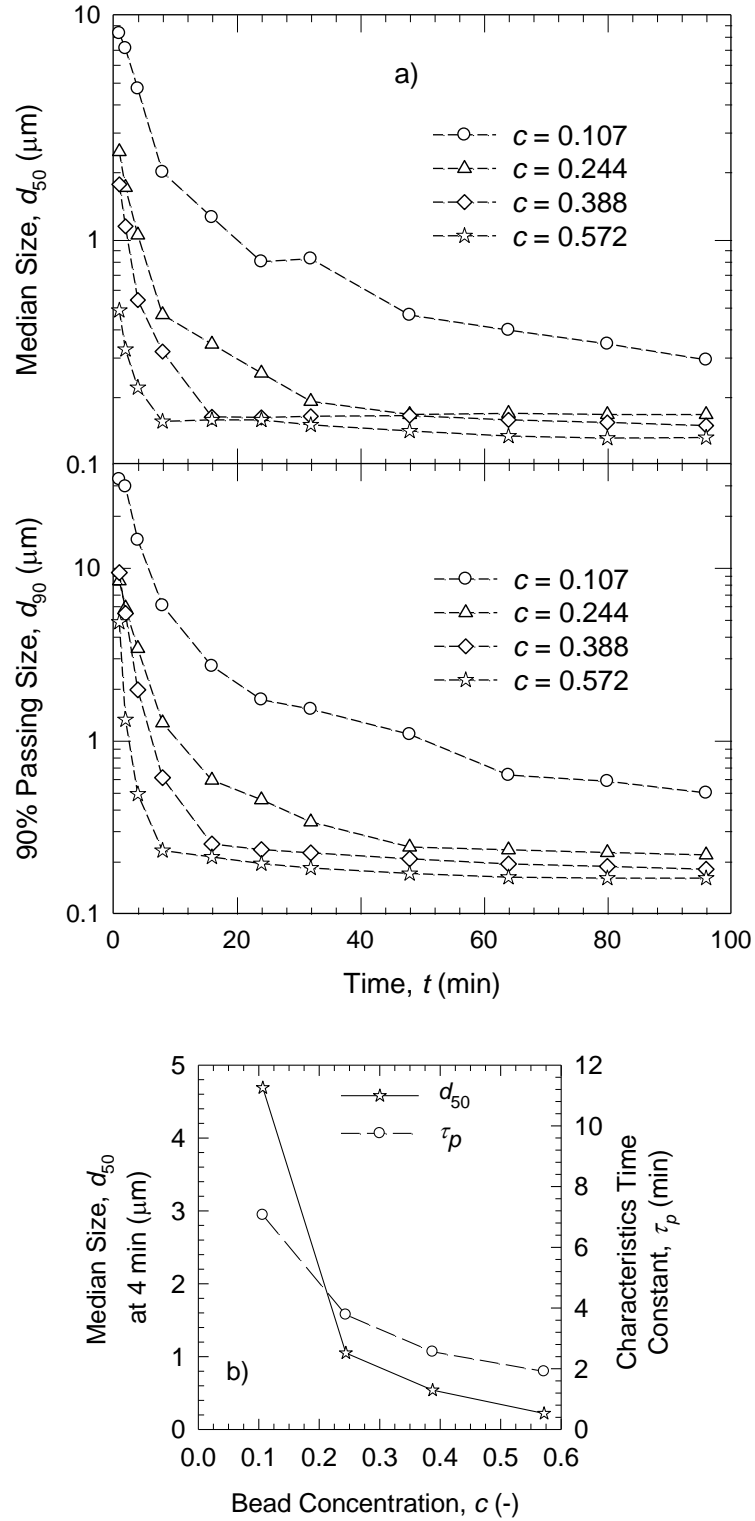 10
1
0.1
Median Size, d50 (μm)
a)
c = 0.107
c = 0.244
c = 0.388
c = 0.572
10
1
0.1
90% Passing Size, d90 (μm)
c = 0.107
c = 0.244
c = 0.388
c = 0.572
0 20 40 60 80 100
Time, t (min)
5
4
3
2
1
0
Median Size, d50
at 4 min (μm)
d50
τp
b)
12
10
8
6
4
2
0
Characteristics Time
Constant, τp (min)
0.0 0.1 0.2 0.3 0.4 0.5 0.6
Bead Concentration, c (-)